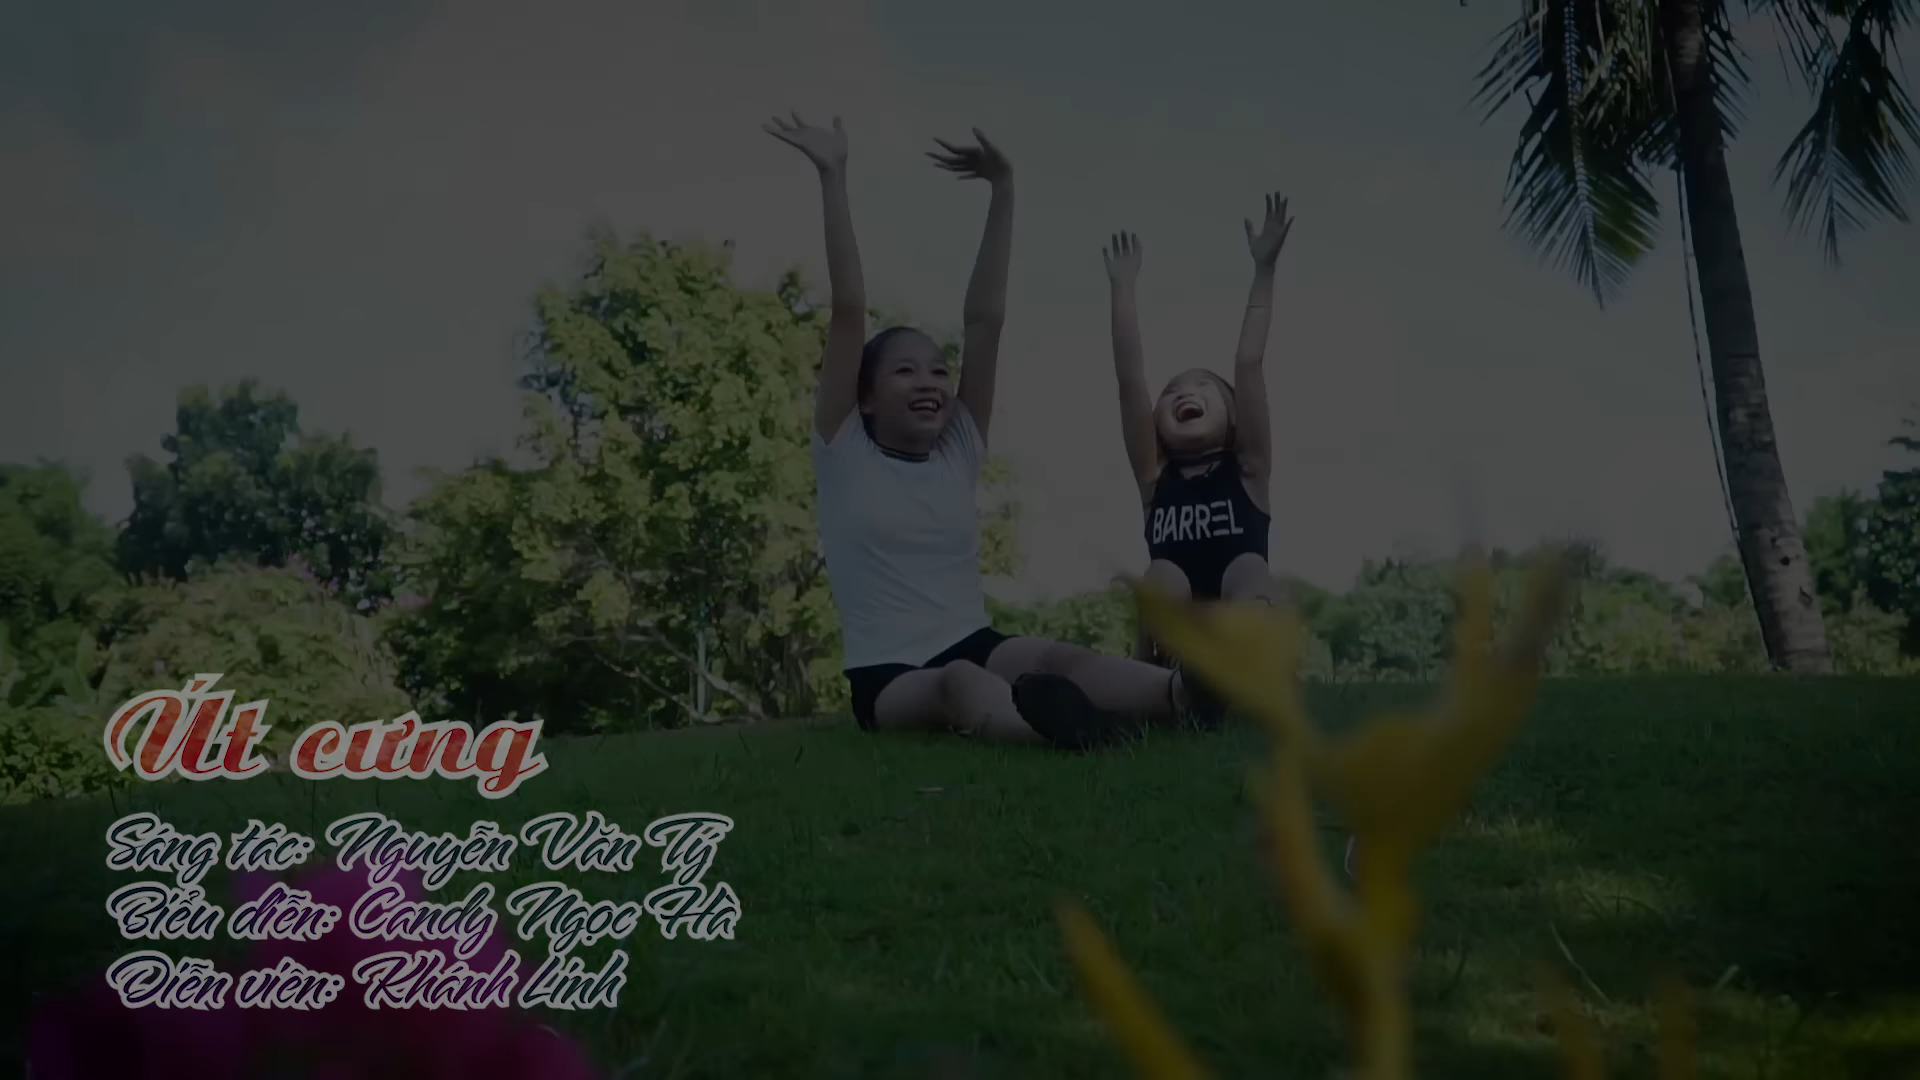 Út cưng
Sáng tác: Nguyễn Văn Tý
Biểu diễn: Candy Ngọc Hà
Diễn viên: Khánh Linh
BARREL